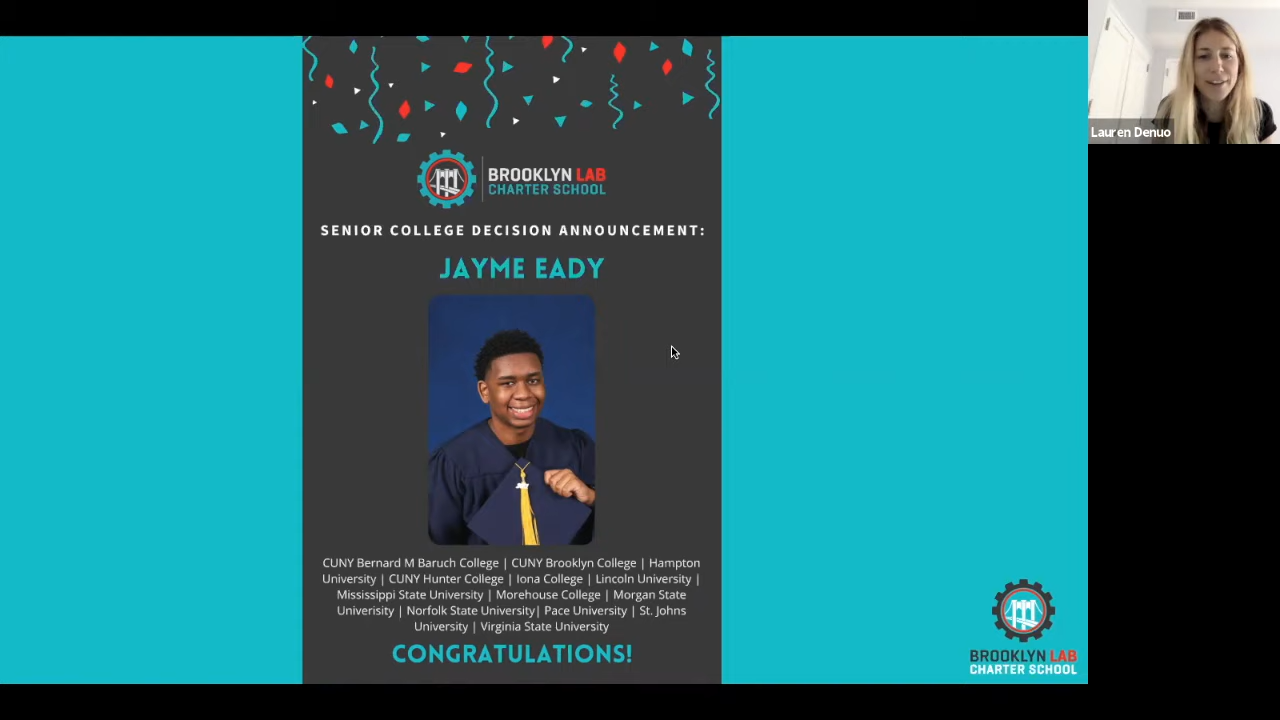 Lauren Denuo
BROOKLYN LAB
CHARTER SCHOOL
SENIOR COLLEGE DECISION ANNOUNCEMENT:
JAYME EADY
CUNY Bernard M Baruch College | CUNY Brooklyn College | Hampton
University | CUNY Hunter College | Iona College | Lincoln University |
Mississippi State University | Morehouse College | Morgan State
Univerisity | Norfolk State University| Pace University | St. Johns
University | Virginia State University
CONGRATULATIONS!
BROOKLYN LAB
CHARTER SCHOOL